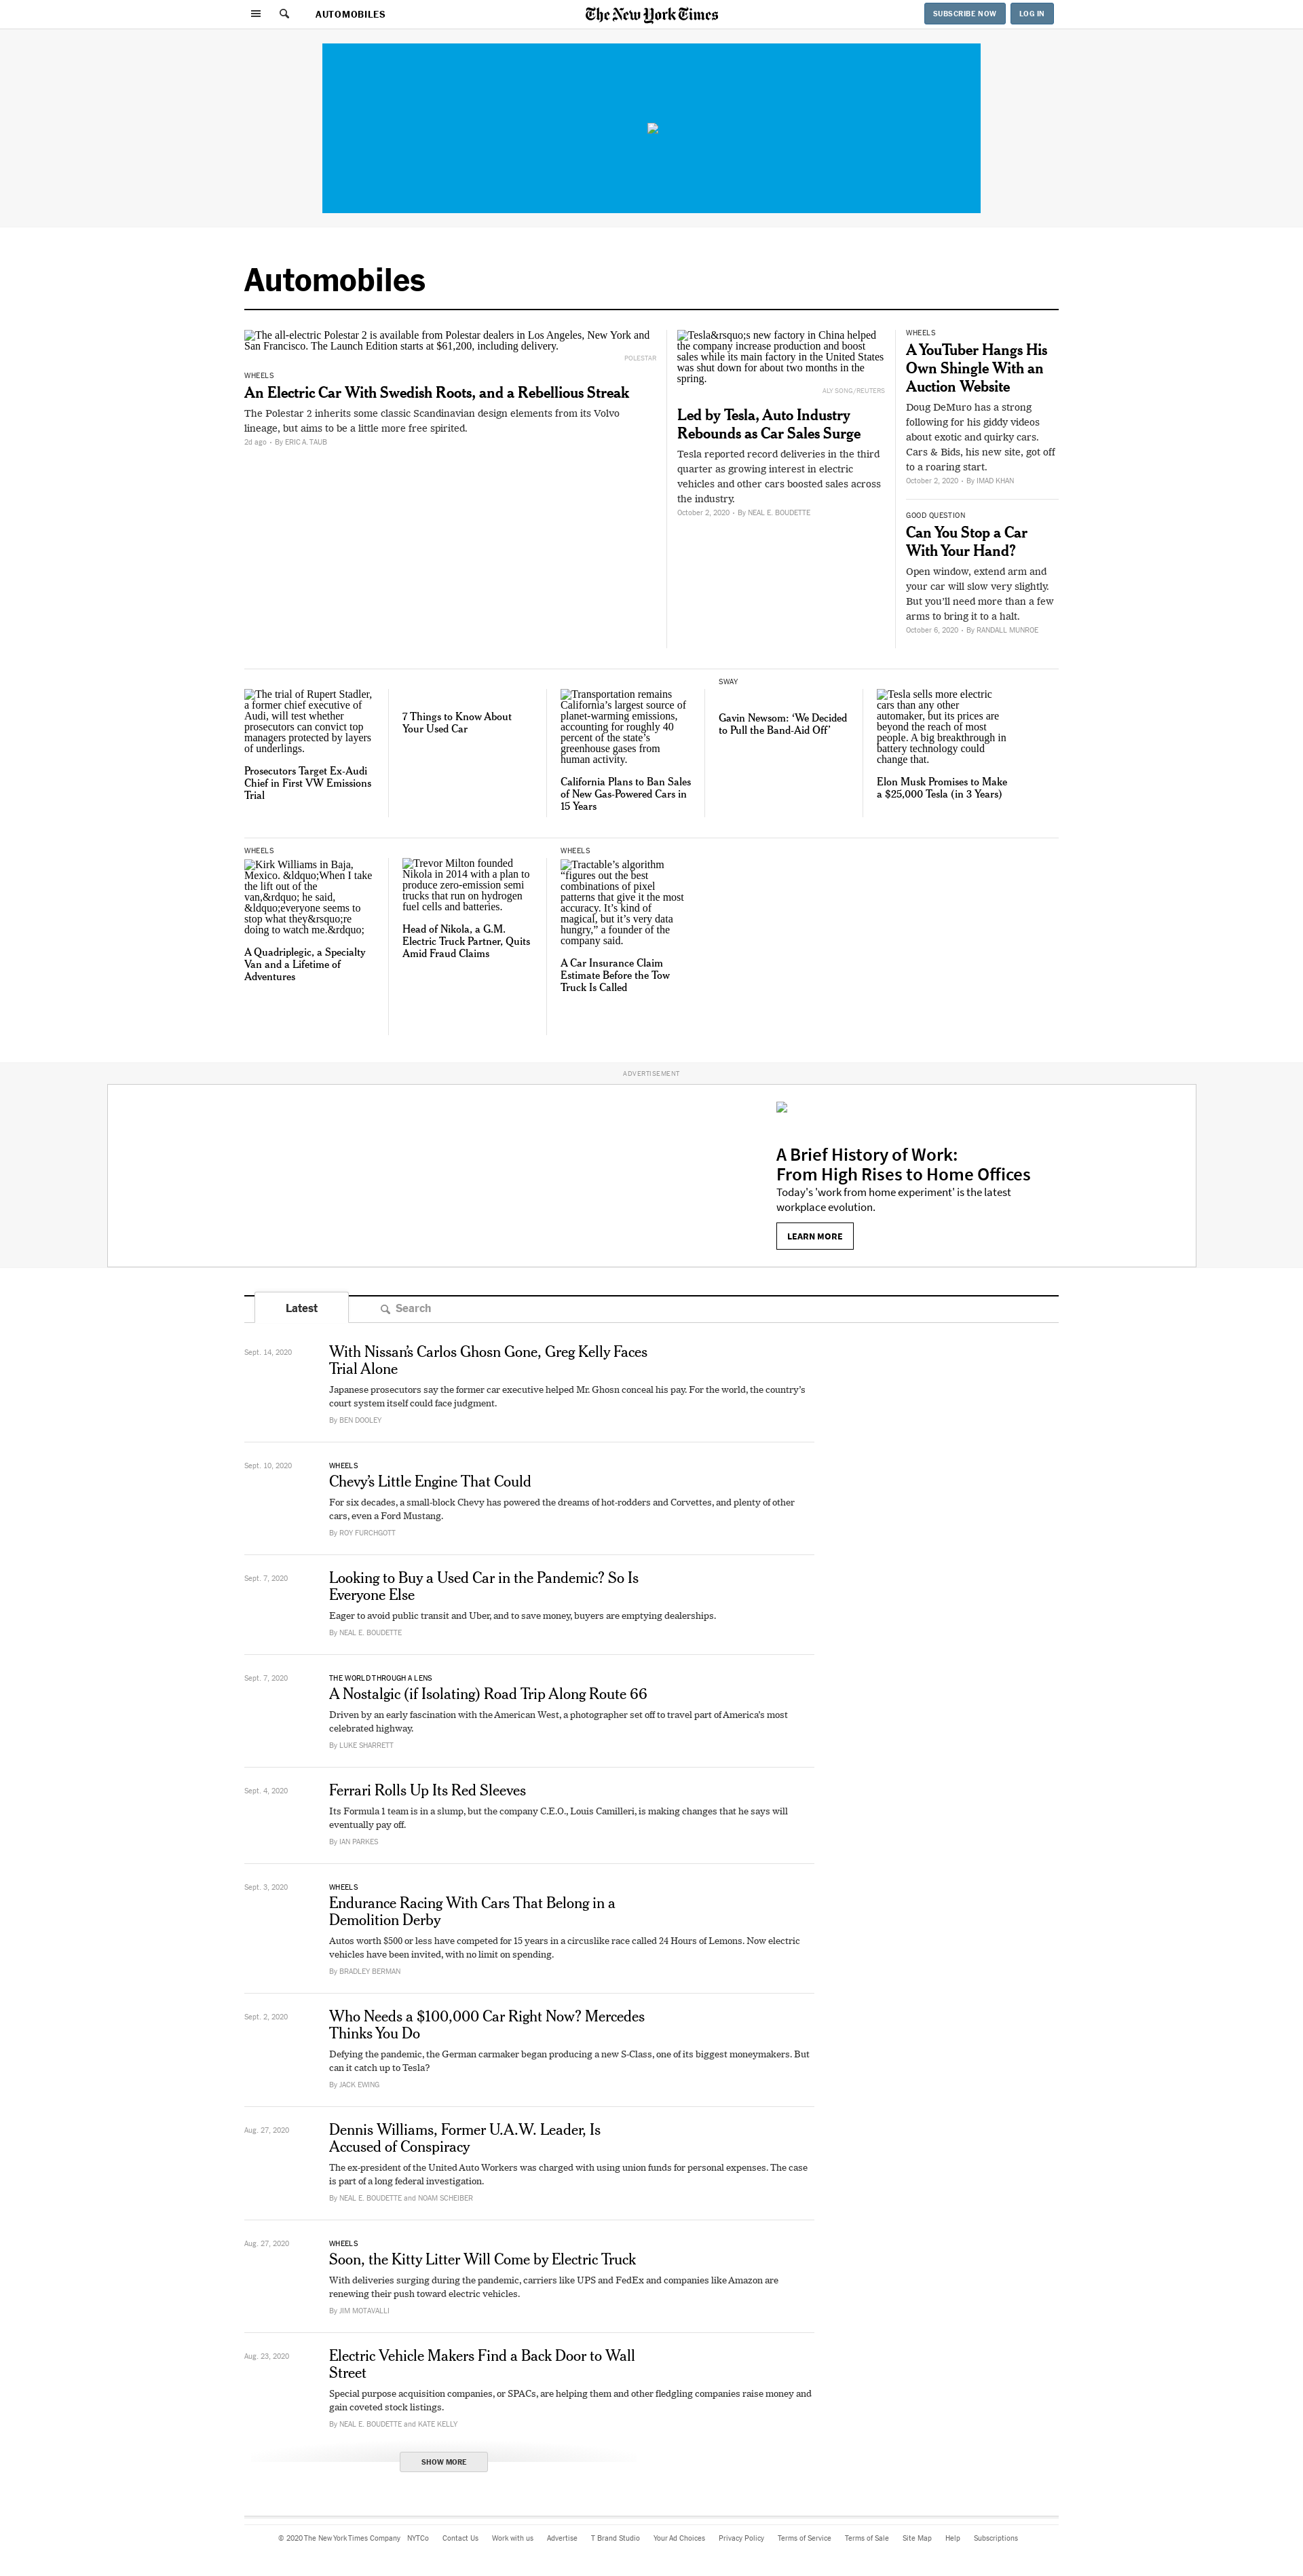 AUTOMOBILES
The New York Times
SUBSCRIBE NOW
LOG IN
Automobiles
The all-electric Polestar 2 is available from Polestar dealers in Los Angeles, New York and
San Francisco. The Launch Edition starts at $61,200, including delivery.
POLESTAR
WHEELS
An Electric Car With Swedish Roots, and a Rebellious Streak
The Polestar 2 inherits some classic Scandinavian design elements from its Volvo
lineage, but aims to be a little more free spirited.
2d ago • By ERIC A. TAUB
Tesla&rsquo;s new factory in China helped
the company increase production and boost
sales while its main factory in the United States
was shut down for about two months in the
spring.
ALY SONG/REUTERS
Led by Tesla, Auto Industry
Rebounds as Car Sales Surge
Tesla reported record deliveries in the third
quarter as growing interest in electric
vehicles and other cars boosted sales across
the industry.
October 2, 2020 • By NEAL E. BOUDETTE
WHEELS
A YouTuber Hangs His
Own Shingle With an
Auction Website
Doug DeMuro has a strong
following for his giddy videos
about exotic and quirky cars.
Cars & Bids, his new site, got off
to a roaring start.
October 2, 2020 • By IMAD KHAN
GOOD QUESTION
Can You Stop a Car
With Your Hand?
Open window, extend arm and
your car will slow very slightly.
But you’ll need more than a few
arms to bring it to a halt.
October 6, 2020 • By RANDALL MUNROE
The trial of Rupert Stadler,
a former chief executive of
Audi, will test whether
prosecutors can convict top
managers protected by layers
of underlings.
Prosecutors Target Ex-Audi
Chief in First VW Emissions
Trial
7 Things to Know About
Your Used Car
Transportation remains
California’s largest source of
planet-warming emissions,
accounting for roughly 40
percent of the state’s
greenhouse gases from
human activity.
California Plans to Ban Sales
of New Gas-Powered Cars in
15 Years
SWAY
Gavin Newsom: ‘We Decided
to Pull the Band-Aid Off’
Tesla sells more electric
cars than any other
automaker, but its prices are
beyond the reach of most
people. A big breakthrough in
battery technology could
change that.
Elon Musk Promises to Make
a $25,000 Tesla (in 3 Years)
WHEELS
Kirk Williams in Baja,
Mexico. &ldquo;When I take
the lift out of the
van,&rdquo; he said,
&ldquo;everyone seems to
stop what they&rsquo;re
doing to watch me.&rdquo;
A Quadriplegic, a Specialty
Van and a Lifetime of
Adventures
Trevor Milton founded
Nikola in 2014 with a plan to
produce zero-emission semi
trucks that run on hydrogen
fuel cells and batteries.
Head of Nikola, a G.M.
Electric Truck Partner, Quits
Amid Fraud Claims
WHEELS
Tractable’s algorithm
“figures out the best
combinations of pixel
patterns that give it the most
accuracy. It’s kind of
magical, but it’s very data
hungry,” a founder of the
company said.
A Car Insurance Claim
Estimate Before the Tow
Truck Is Called
ADVERTISEMENT
A Brief History of Work:
From High Rises to Home Offices
Today's 'work from home experiment' is the latest
workplace evolution.
LEARN MORE
Latest
Search
Sept. 14, 2020
With Nissan’s Carlos Ghosn Gone, Greg Kelly Faces
Trial Alone
Japanese prosecutors say the former car executive helped Mr. Ghosn conceal his pay. For the world, the country’s
court system itself could face judgment.
By BEN DOOLEY
Sept. 10, 2020
WHEELS
Chevy’s Little Engine That Could
For six decades, a small-block Chevy has powered the dreams of hot-rodders and Corvettes, and plenty of other
cars, even a Ford Mustang.
By ROY FURCHGOTT
Sept. 7, 2020
Looking to Buy a Used Car in the Pandemic? So Is
Everyone Else
Eager to avoid public transit and Uber, and to save money, buyers are emptying dealerships.
By NEAL E. BOUDETTE
Sept. 7, 2020
THE WORLD THROUGH A LENS
A Nostalgic (if Isolating) Road Trip Along Route 66
Driven by an early fascination with the American West, a photographer set off to travel part of America’s most
celebrated highway.
By LUKE SHARRETT
Sept. 4, 2020
Ferrari Rolls Up Its Red Sleeves
Its Formula 1 team is in a slump, but the company C.E.O., Louis Camilleri, is making changes that he says will
eventually pay off.
By IAN PARKES
Sept. 3, 2020
WHEELS
Endurance Racing With Cars That Belong in a
Demolition Derby
Autos worth $500 or less have competed for 15 years in a circuslike race called 24 Hours of Lemons. Now electric
vehicles have been invited, with no limit on spending.
By BRADLEY BERMAN
Sept. 2, 2020
Who Needs a $100,000 Car Right Now? Mercedes
Thinks You Do
Defying the pandemic, the German carmaker began producing a new S-Class, one of its biggest moneymakers. But
can it catch up to Tesla?
By JACK EWING
Aug. 27, 2020
Dennis Williams, Former U.A.W. Leader, Is
Accused of Conspiracy
The ex-president of the United Auto Workers was charged with using union funds for personal expenses. The case
is part of a long federal investigation.
By NEAL E. BOUDETTE and NOAM SCHEIBER
Aug. 27, 2020
WHEELS
Soon, the Kitty Litter Will Come by Electric Truck
With deliveries surging during the pandemic, carriers like UPS and FedEx and companies like Amazon are
renewing their push toward electric vehicles.
By JIM MOTAVALLI
Aug. 23, 2020
Electric Vehicle Makers Find a Back Door to Wall
Street
Special purpose acquisition companies, or SPACs, are helping them and other fledgling companies raise money and
gain coveted stock listings.
By NEAL E. BOUDETTE and KATE KELLY
SHOW MORE
© 2020 The New York Times Company NYTCo Contact Us Work with us Advertise T Brand Studio Your Ad Choices Privacy Policy Terms of Service Terms of Sale Site Map Help Subscriptions